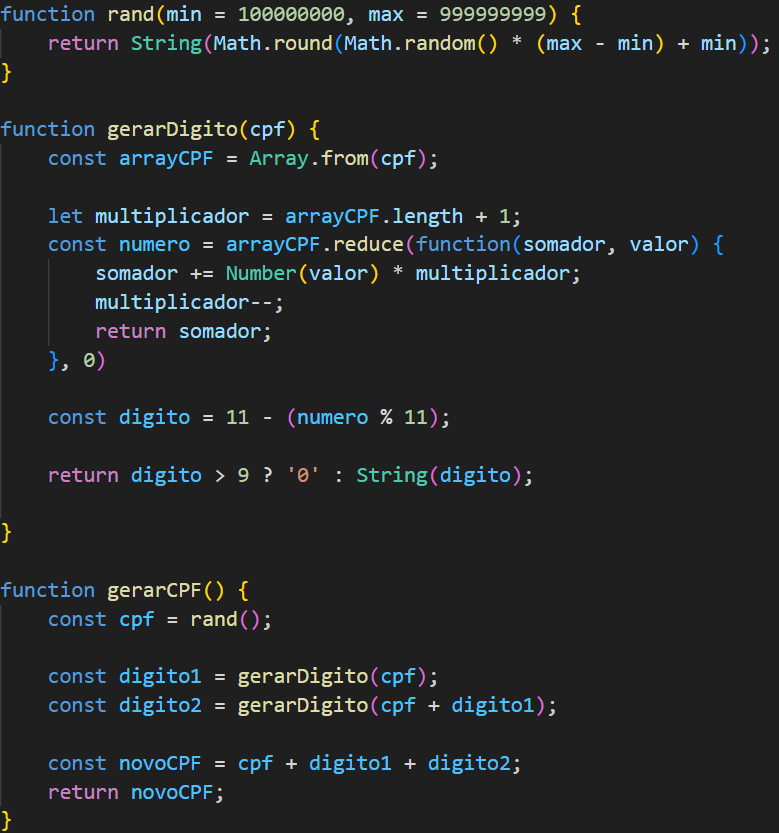 function rand(min = 100000000, max = 999999999) {
    return String(Math.round(Math.random() * (max - min) + min));
}

function gerarDigito(cpf) {
    const arrayCPF = Array.from(cpf);

    let multiplicador = arrayCPF.length + 1;
    const numero = arrayCPF.reduce(function(somador, valor) {
        somador += Number(valor) * multiplicador;
        multiplicador--;
        return somador;
    }, 0)

    const digito = 11 - (numero % 11);

    return digito > 9 ? '0' : String(digito);

}

function gerarCPF() {
    const cpf = rand();

    const digito1 = gerarDigito(cpf);
    const digito2 = gerarDigito(cpf + digito1);

    const novoCPF = cpf + digito1 + digito2;
    return novoCPF;
}